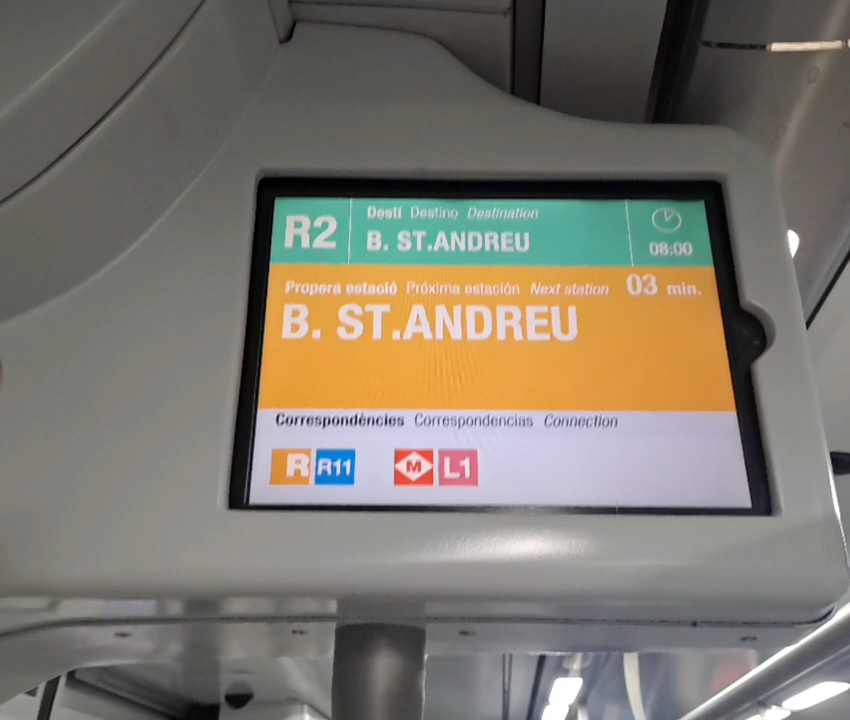 R2
Destí Destino Destination
B. ST.ANDREU
08:00
Propera estació Próxima estación Next station 03 min.
B. ST.ANDREU
Correspondències Correspondencias Connection
R R11 M L1